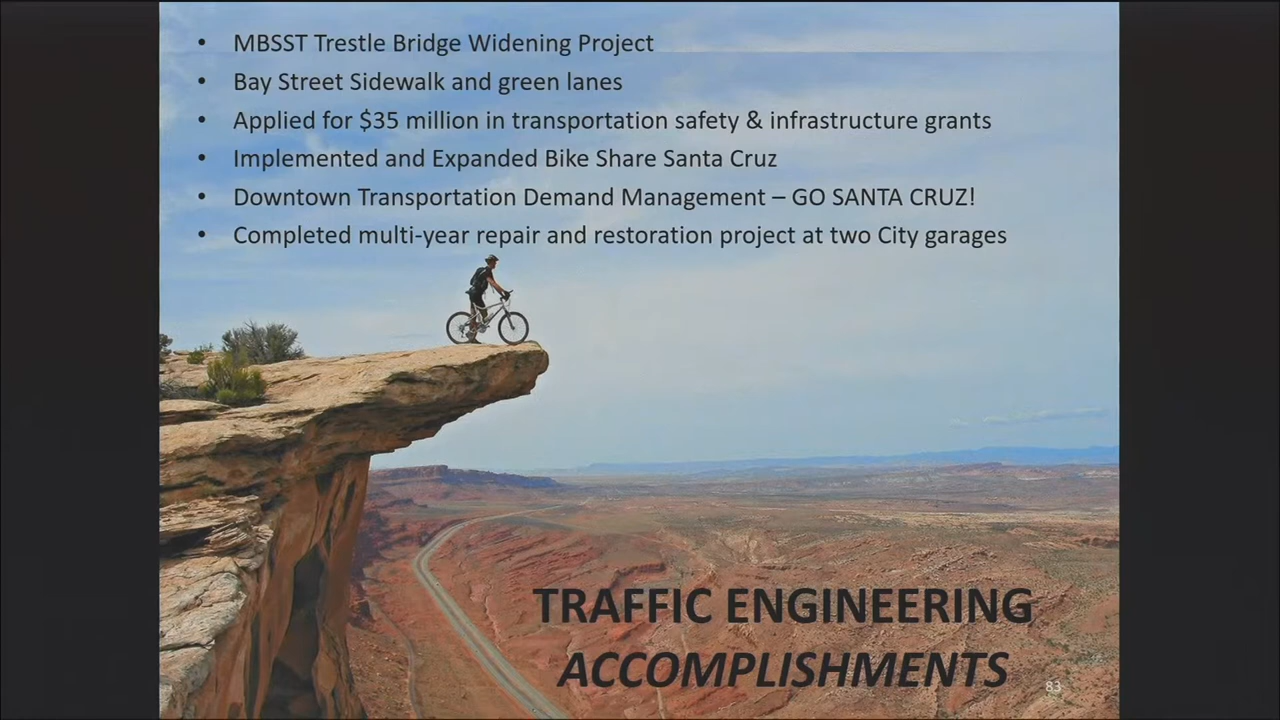 • MBSST Trestle Bridge Widening Project
• Bay Street Sidewalk and green lanes
• Applied for $35 million in transportation safety & infrastructure grants
• Implemented and Expanded Bike Share Santa Cruz
• Downtown Transportation Demand Management – GO SANTA CRUZ!
• Completed multi-year repair and restoration project at two City garages
TRAFFIC ENGINEERING
ACCOMPLISHMENTS
83